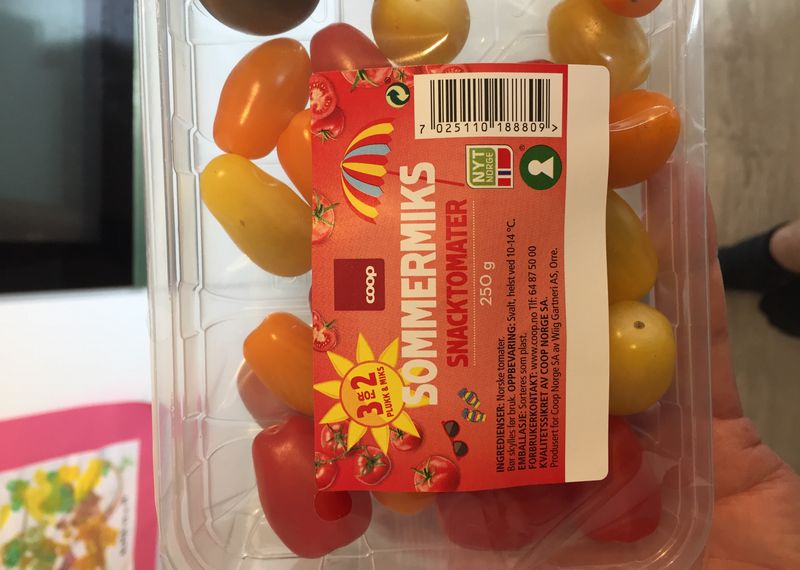 7 025110 188809 >
NYT
NORGE
®
coop
SOMMERMIKS
SNACKTOMATER
250 g
3 FOR 2
PLUKK & MIKS
INGREDIENSER: Norske tomater.
Bør skylles før bruk. OPPBEVARING: Svalt, helst ved 10-14 °C.
EMBALLASJE: Sorteres som plast.
FORBRUKERKONTAKT: www.coop.no Tlf: 64 87 50 00
KVALITETSSIKRET AV COOP NORGE SA.
Produsert for Coop Norge SA av Wiig Gartneri AS, Orre.